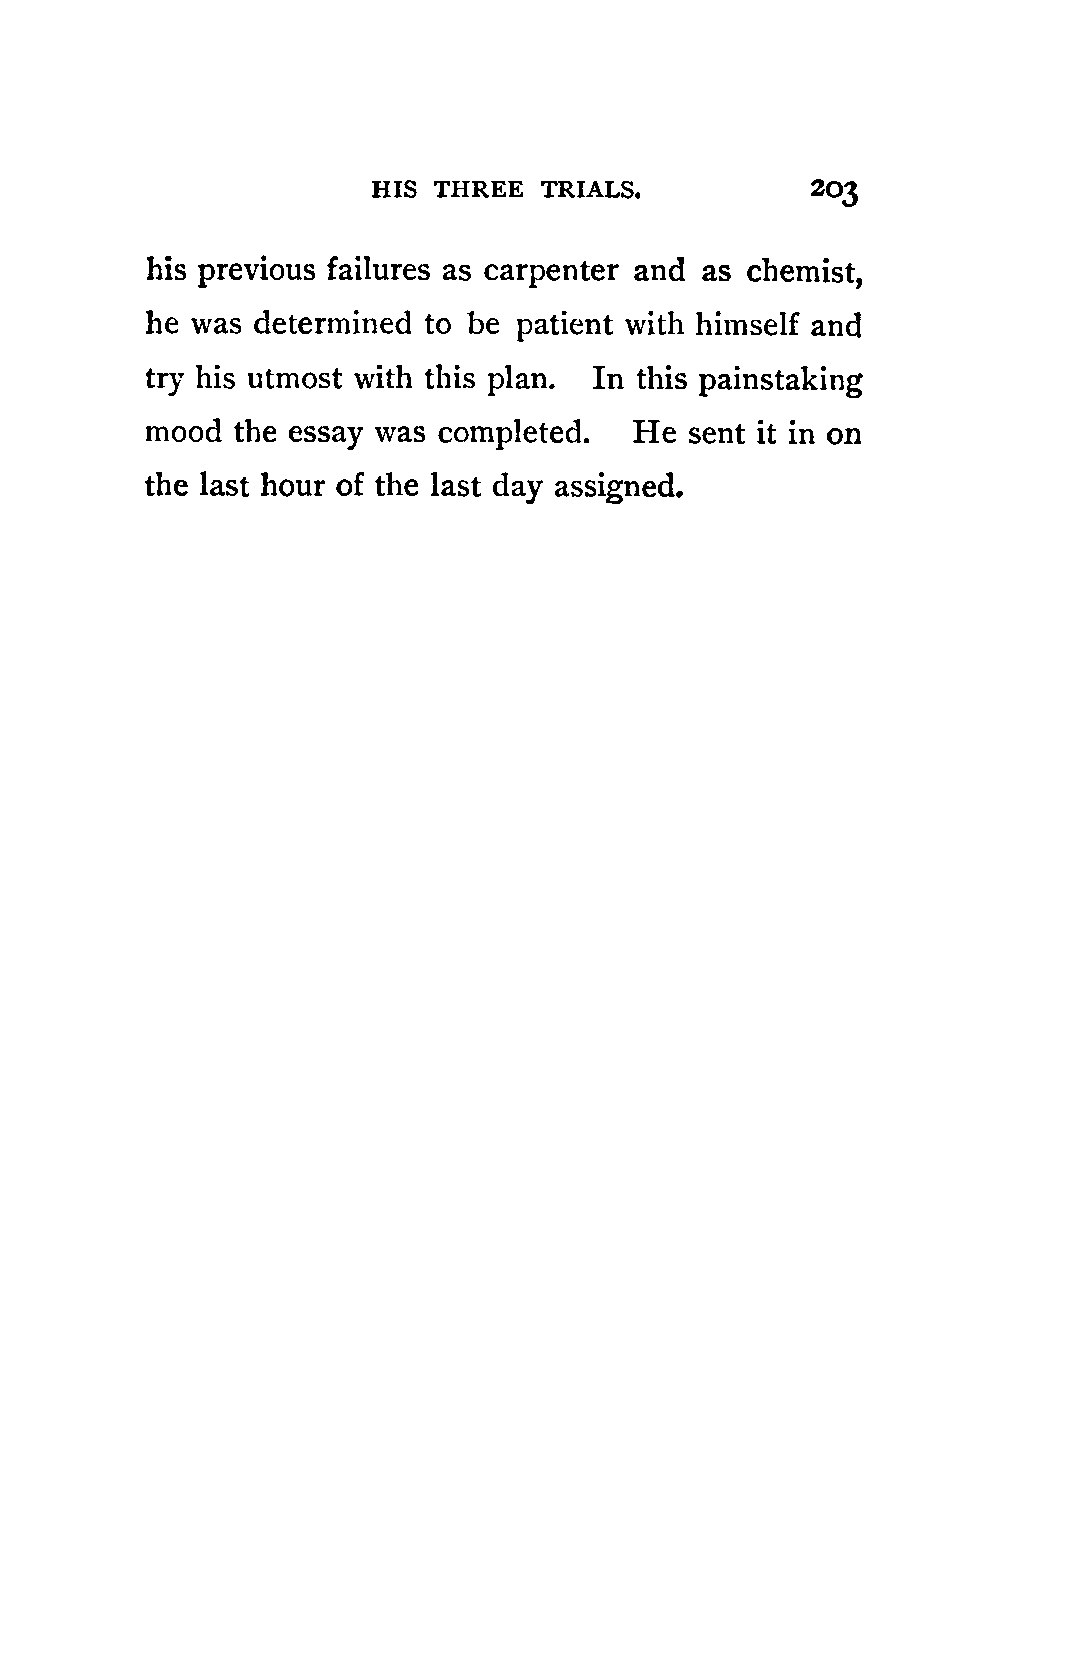 HIS THREE TRIALS. 203
his previous failures as carpenter and as chemist,
he was determined to be patient with himself and
try his utmost with this plan. In this painstaking
mood the essay was completed. He sent it in on
the last hour of the last day assigned.